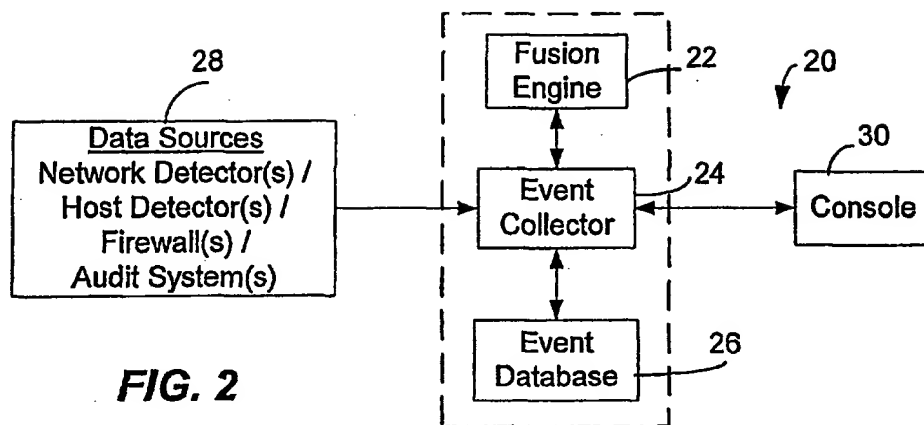 28
Data Sources
Network Detector(s) /
Host Detector(s) /
Firewall(s) /
Audit System(s)
Fusion
Engine
22
20
Event
Collector
24
30
Console
Event
Database
26
FIG. 2